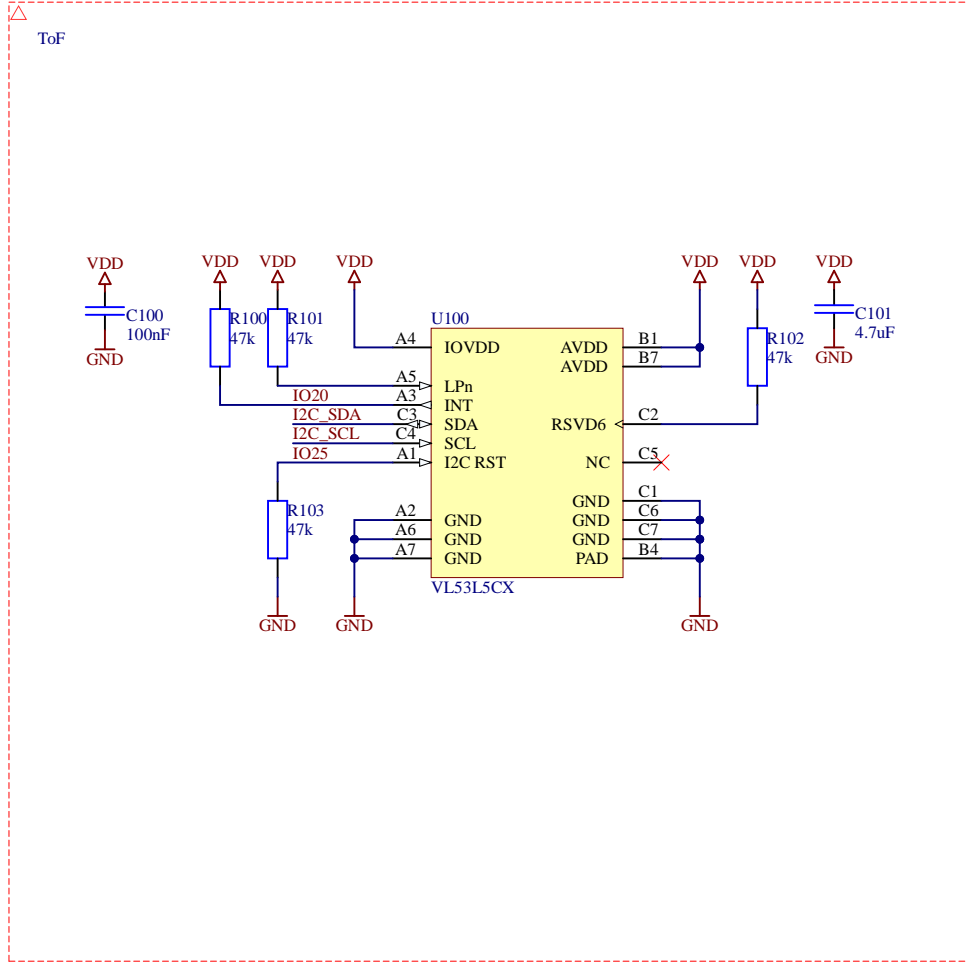 ToF
VDD
VDD
VDD
VDD
VDD
VDD
VDD
C100
100nF
GND
R100
47k
R101
47k
U100
R102
47k
C101
4.7uF
GND
A4
IOVDD
AVDD
B1
AVDD
B7
A5
LPn
IO20
A3
INT
I2C_SDA
C3
SDA
RSVD6
C2
I2C_SCL
C4
SCL
IO25
A1
I2C RST
NC
C5
R103
47k
GND
C1
A2
GND
GND
C6
A6
GND
GND
C7
A7
GND
PAD
B4
VL53L5CX
GND
GND
GND